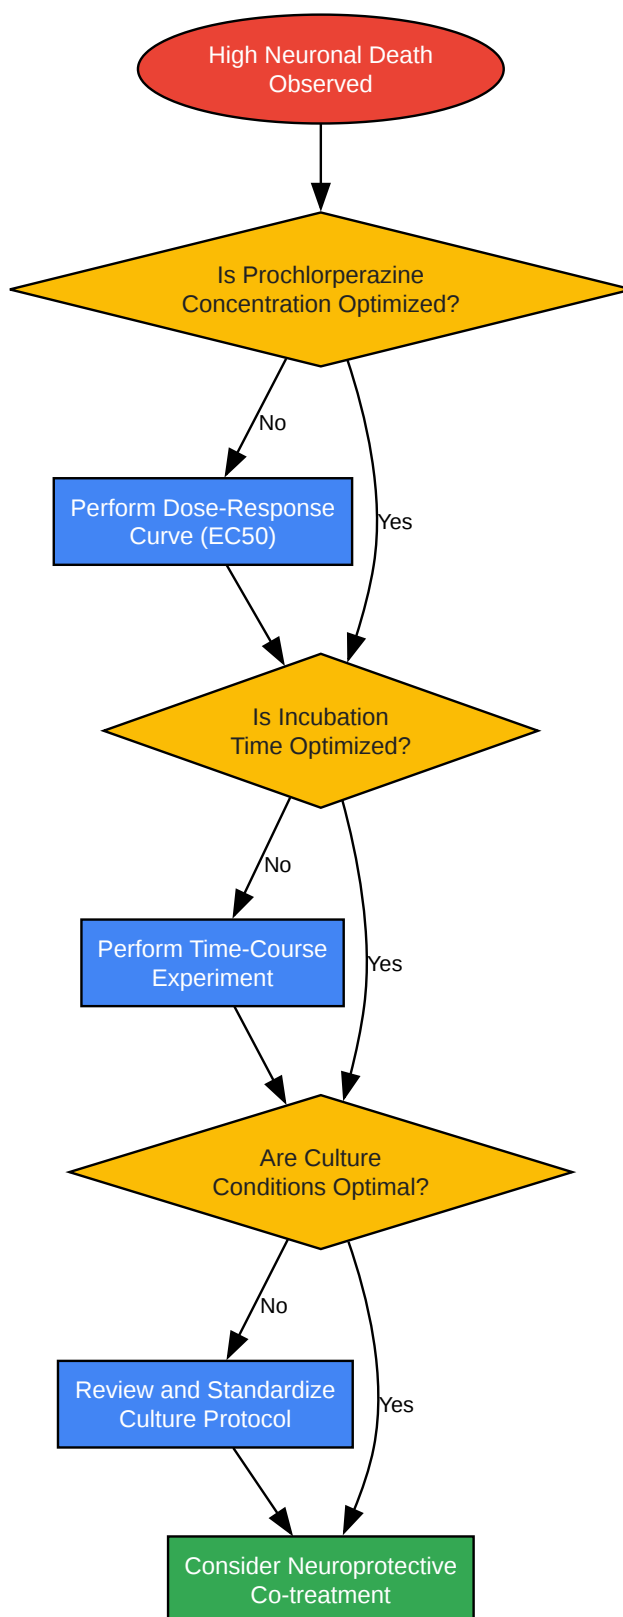 High Neuronal Death
Observed
Is Prochlorperazine
Concentration Optimized?
No
Perform Dose-Response
Curve (EC50)
Yes
Is Incubation
Time Optimized?
No
Perform Time-Course
Experiment
Yes
Are Culture
Conditions Optimal?
No
Review and Standardize
Culture Protocol
Yes
Consider Neuroprotective
Co-treatment